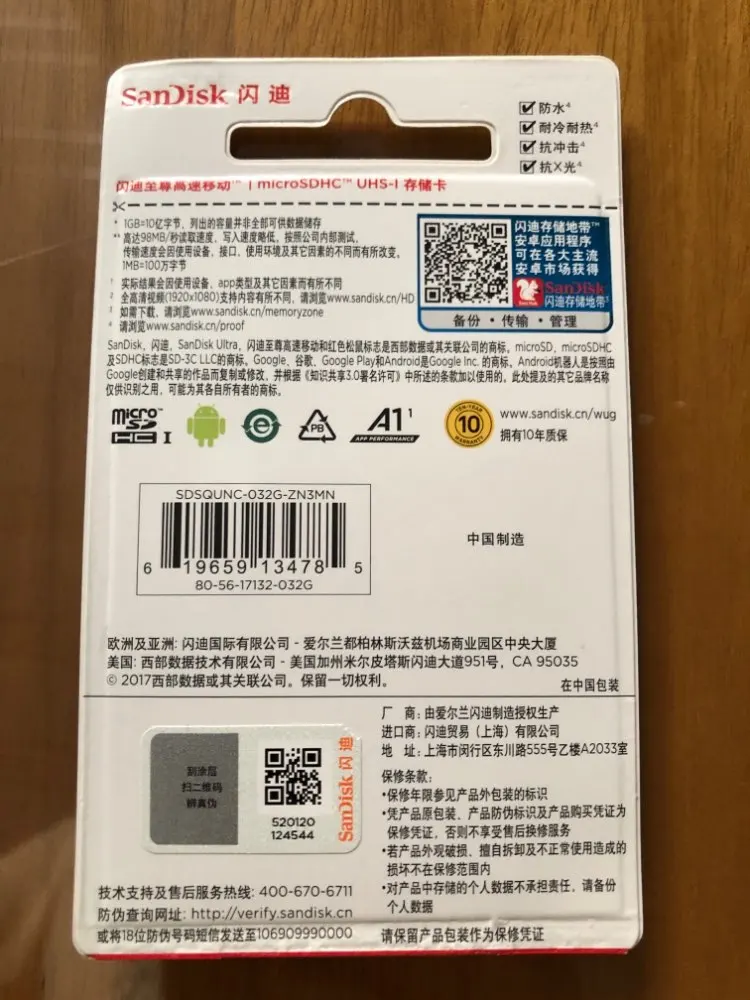 SanDisk 闪迪
防水⁴
耐冷耐热⁴
抗冲击⁴
抗X光⁴
闪迪至尊高速移动™ | microSDHC™ UHS-I 存储卡
* 1GB=10亿字节,列出的容量并非全部可供数据储存
** 高达98MB/秒读取速度,写入速度略低,按照公司内部测试,
传输速度会因使用设备、接口、使用环境及其它因素的不同而有所改变。
1MB=100万字节
¹ 实际结果会因使用设备、app类型及其它因素而有所不同
² 全高清视频(1920x1080)支持内容有所不同,请浏览www.sandisk.cn/HD
³ 如需下载,请浏览www.sandisk.cn/memoryzone
⁴ 请浏览www.sandisk.cn/proof
闪迪存储地带™
安卓应用程序
可在各大主流
安卓市场获得
SanDisk
闪迪存储地带³
备份·传输·管理
SanDisk,闪迪,SanDisk Ultra,闪迪至尊高速移动和红色松鼠标志是西部数据或其关联公司的商标。microSD,microSDHC
及SDHC标志是SD-3C LLC的商标。Google、谷歌、Google Play和Android是Google Inc. 的商标。Android机器人是按照由
Google创建和共享的作品而复制或修改,并根据《知识共享3.0署名许可》中所述的条款加以使用的。此处提及的其它品牌名称
仅供识别之用,可能为其各自所有者的商标。
micro SD HC I
e
PB
A1¹
APP PERFORMANCE
TEN-YEAR
10
WARRANTY
www.sandisk.cn/wug
拥有10年质保
SDSQUNC-032G-ZN3MN
6 19659 13478 5
80-56-17132-032G
中国制造
欧洲及亚洲: 闪迪国际有限公司 - 爱尔兰都柏林斯沃兹机场商业园区中央大厦
美国: 西部数据技术有限公司 - 美国加州米尔皮塔斯闪迪大道951号, CA 95035
© 2017西部数据或其关联公司。保留一切权利。
在中国包装
刮涂层
扫二维码
辨真伪
520120
124544
SanDisk 闪迪
厂 商: 由爱尔兰闪迪制造授权生产
进口商: 闪迪贸易(上海)有限公司
地 址: 上海市闵行区东川路555号乙楼A2033室
保修条款:
•保修年限参见产品外包装的标识
•凭产品原包装、产品防伪标识及产品购买凭证为
保修凭证,否则不享受售后换修服务
•若产品外观破损、擅自拆卸及不正常使用造成的
损坏不在保修范围内
•对产品中存储的个人数据不承担责任,请备份
个人数据
技术支持及售后服务热线: 400-670-6711
防伪查询网址: http://verify.sandisk.cn
或将18位防伪号码短信发送至106909990000
请保留产品包装作为保修凭证